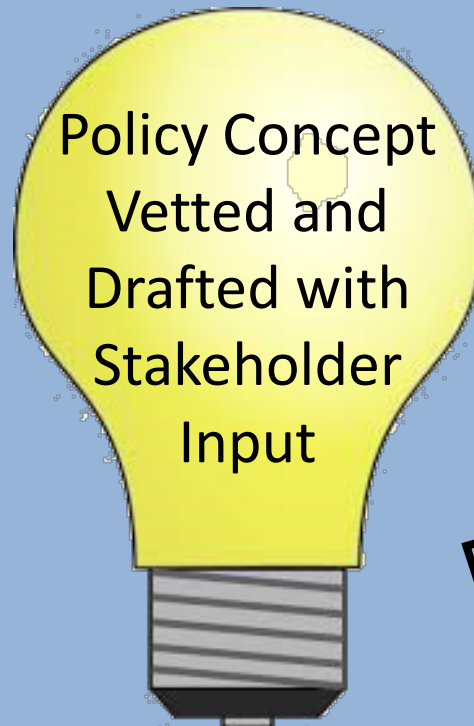 Policy Concept
Vetted and
Drafted with
Stakeholder
Input